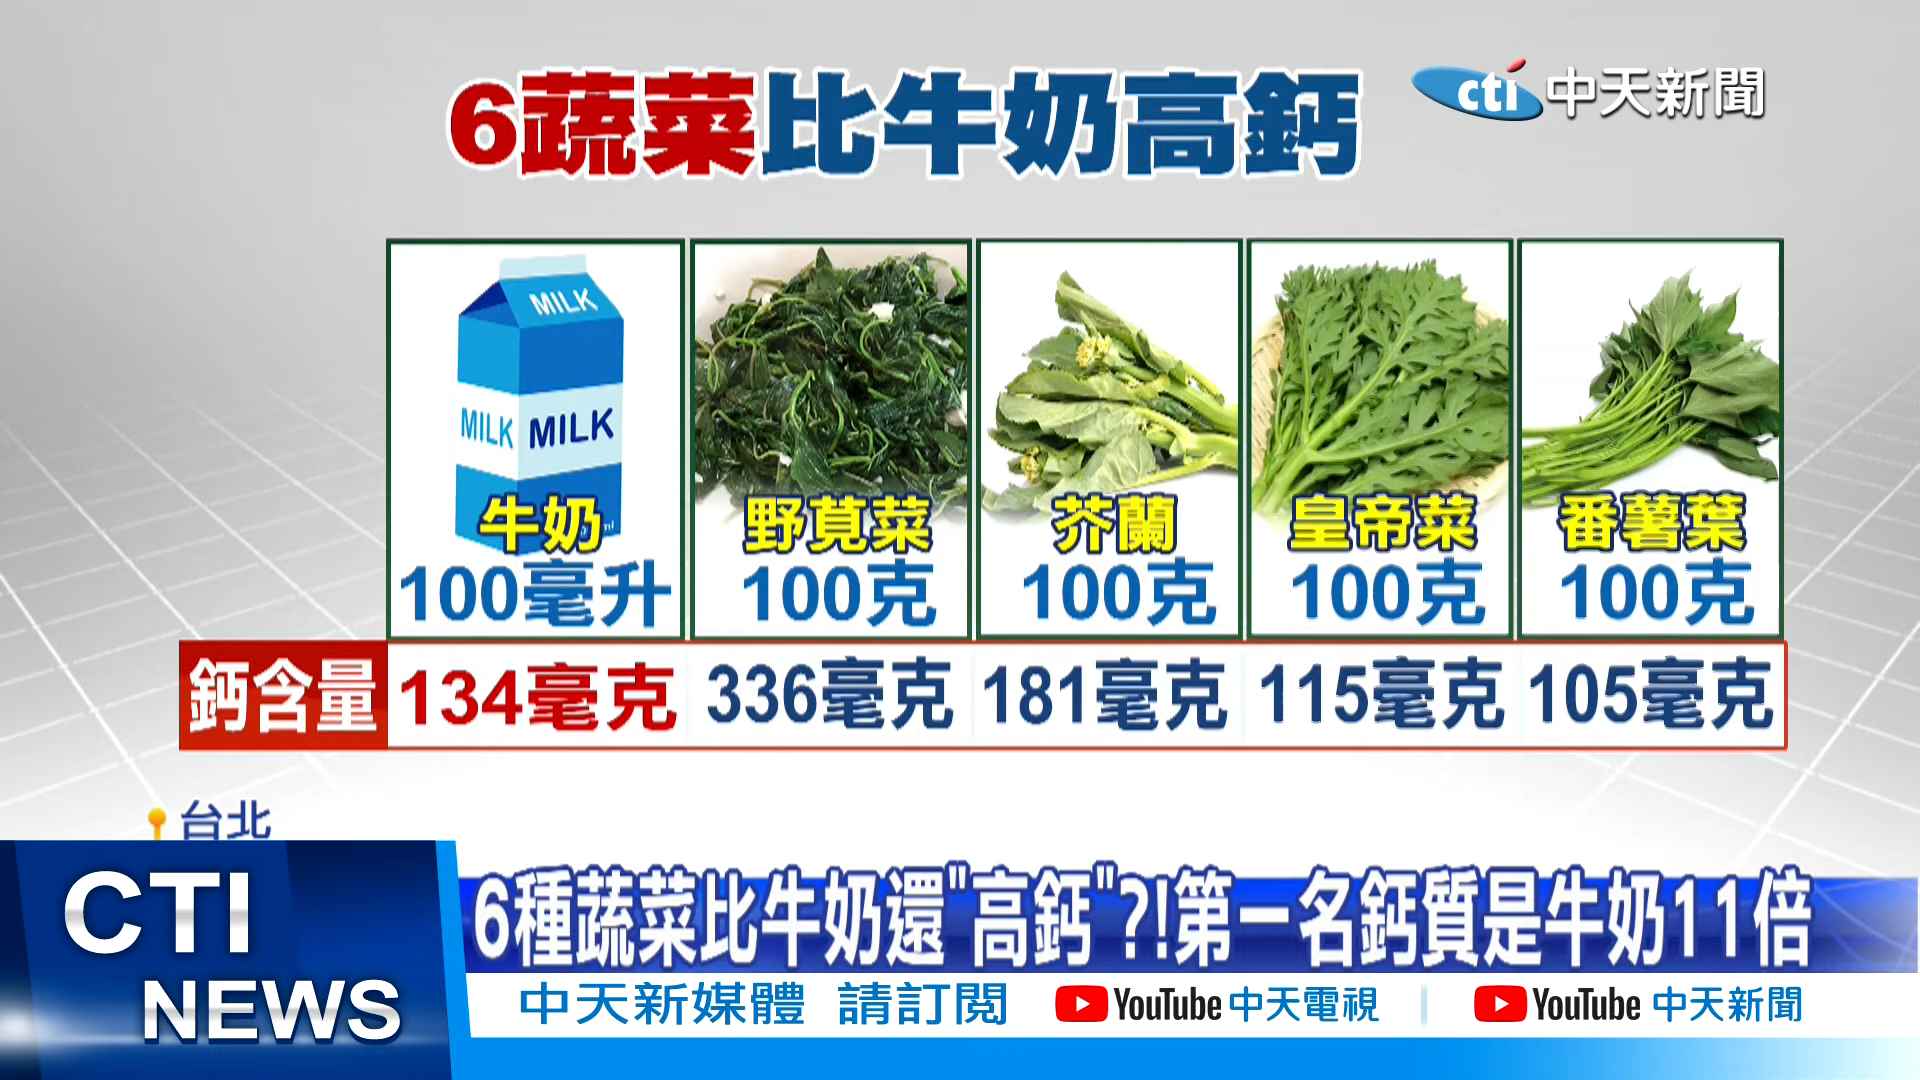 6蔬菜比牛奶高鈣
cti 中天新聞
MILK
MILK MILK
牛奶 野莧菜 芥蘭 皇帝菜 番薯葉
100毫升 100克 100克 100克 100克
鈣含量 134毫克 336毫克 181毫克 115毫克 105毫克
台北
CTI NEWS
6種蔬菜比牛奶還"高鈣"?!第一名鈣質是牛奶11倍
中天新媒體 請訂閱 YouTube 中天電視 | YouTube 中天新聞